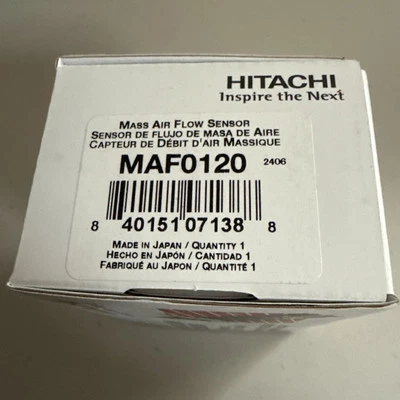 HITACHI
Inspire the Next
MASS AIR FLOW SENSOR
SENSOR DE FLUJO DE MASA DE AIRE
CAPTEUR DE DÉBIT D'AIR MASSIQUE
MAF0120 2406
8 40151 07138 8
MADE IN JAPAN / QUANTITY 1
HECHO EN JAPÓN / CANTIDAD 1
FABRIQUÉ AU JAPON / QUANTITÉ 1